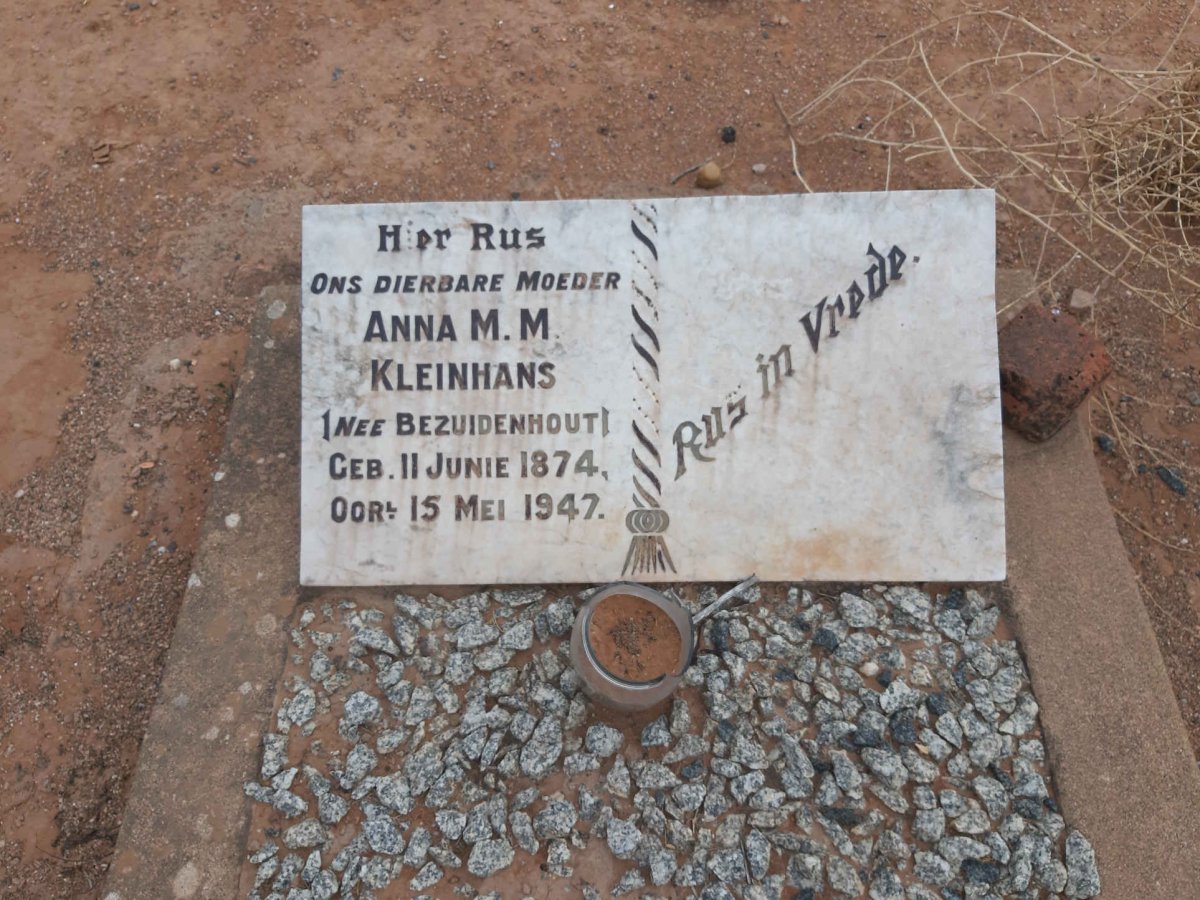 Hier Rus
ONS DIERBARE MOEDER
ANNA M. M
KLEINHANS
(NEE BEZUIDENHOUT)
GEB. 11 JUNIE 1874,
OORL. 15 MEI 1947.
Rus in Vrede.